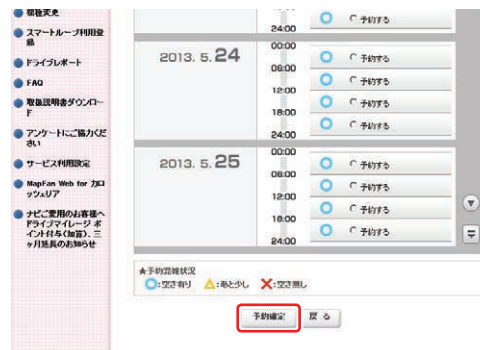 機種変更
スマートループ利用登
録
ドライブレポート
FAQ
取扱説明書ダウンロー
ド
アンケートにご協力くだ
さい
サービス利用設定
MapFan Web for カロ
ッツェリア
ナビご愛用のお客様へ
ドライブマイレージ ポ
イント付与(加算)、三
ヶ月延長のお知らせ
24:00
予約する
2013. 5. 24
00:00
予約する
06:00
予約する
12:00
予約する
18:00
予約する
24:00
2013. 5. 25
00:00
予約する
06:00
予約する
12:00
予約する
18:00
予約する
24:00
★予約混雑状況
○:空き有り △:あと少し ✕:空き無し
予約確定 戻る